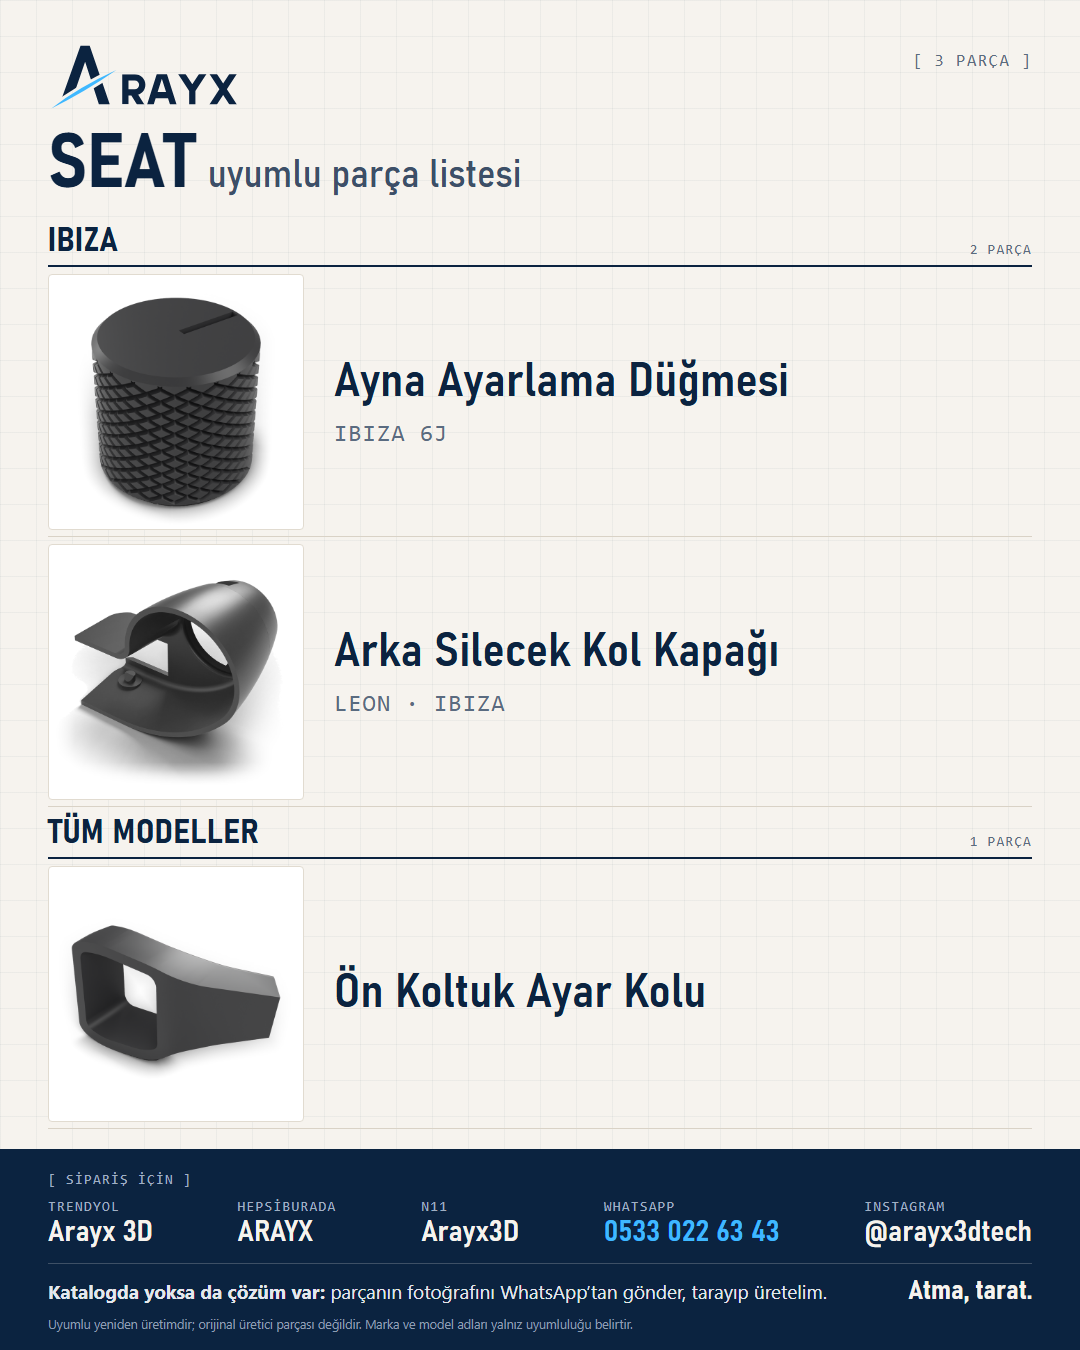 ARAYX
[ 3 PARÇA ]
SEAT uyumlu parça listesi
IBIZA
2 PARÇA
Ayna Ayarlama Düğmesi
IBIZA 6J
Arka Silecek Kol Kapağı
LEON · IBIZA
TÜM MODELLER
1 PARÇA
Ön Koltuk Ayar Kolu
[ SİPARİŞ İÇİN ]
TRENDYOL
Arayx 3D
HEPSİBURADA
ARAYX
N11
Arayx3D
WHATSAPP
0533 022 63 43
INSTAGRAM
@arayx3dtech
Katalogda yoksa da çözüm var: parçanın fotoğrafını WhatsApp'tan gönder, tarayıp üretelim.
Atma, tarat.
Uyumlu yeniden üretimdir; orijinal üretici parçası değildir. Marka ve model adları yalnız uyumluluğu belirtir.